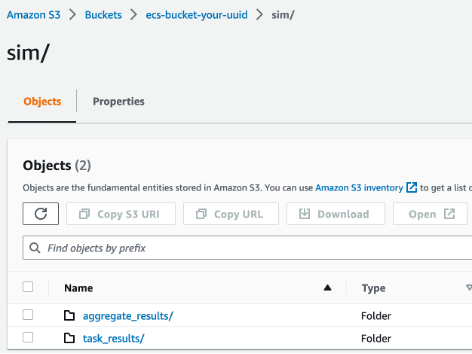 Amazon S3 > Buckets > ecs-bucket-your-uuid > sim/
sim/
Objects Properties
Objects (2)
Objects are the fundamental entities stored in Amazon S3. You can use Amazon S3 inventory to get a list
Copy S3 URI Copy URL Download Open
Find objects by prefix
Name Type
aggregate_results/ Folder
task_results/ Folder